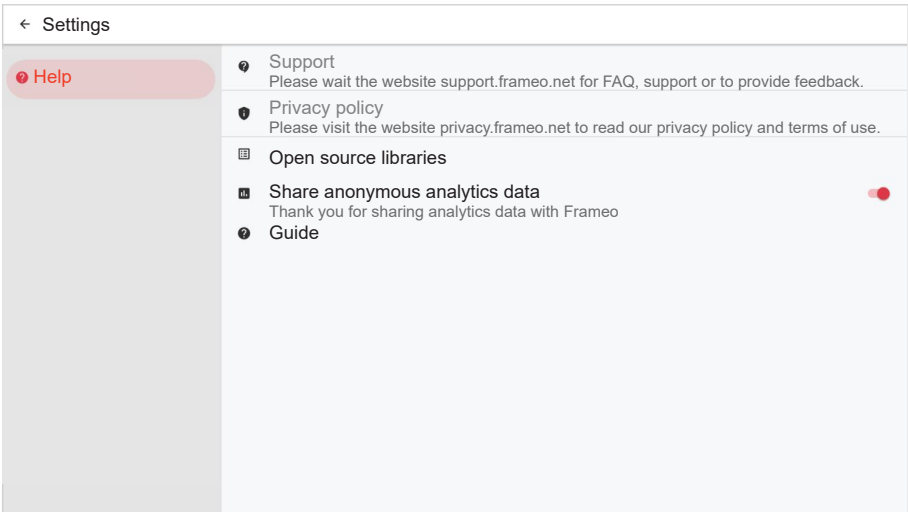 Settings
Help
Support
Please wait the website support.frameo.net for FAQ, support or to provide feedback.
Privacy policy
Please visit the website privacy.frameo.net to read our privacy policy and terms of use.
Open source libraries
Share anonymous analytics data
Thank you for sharing analytics data with Frameo
Guide